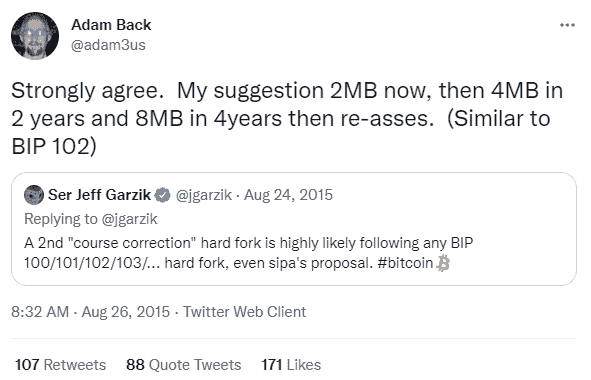 Adam Back
@adam3us
Strongly agree.  My suggestion 2MB now, then 4MB in
2 years and 8MB in 4years then re-asses.  (Similar to
BIP 102)
Ser Jeff Garzik @jgarzik · Aug 24, 2015
Replying to @jgarzik
A 2nd "course correction" hard fork is highly likely following any BIP
100/101/102/103/... hard fork, even sipa's proposal. #bitcoin
8:32 AM · Aug 26, 2015 · Twitter Web Client
107 Retweets 88 Quote Tweets 171 Likes